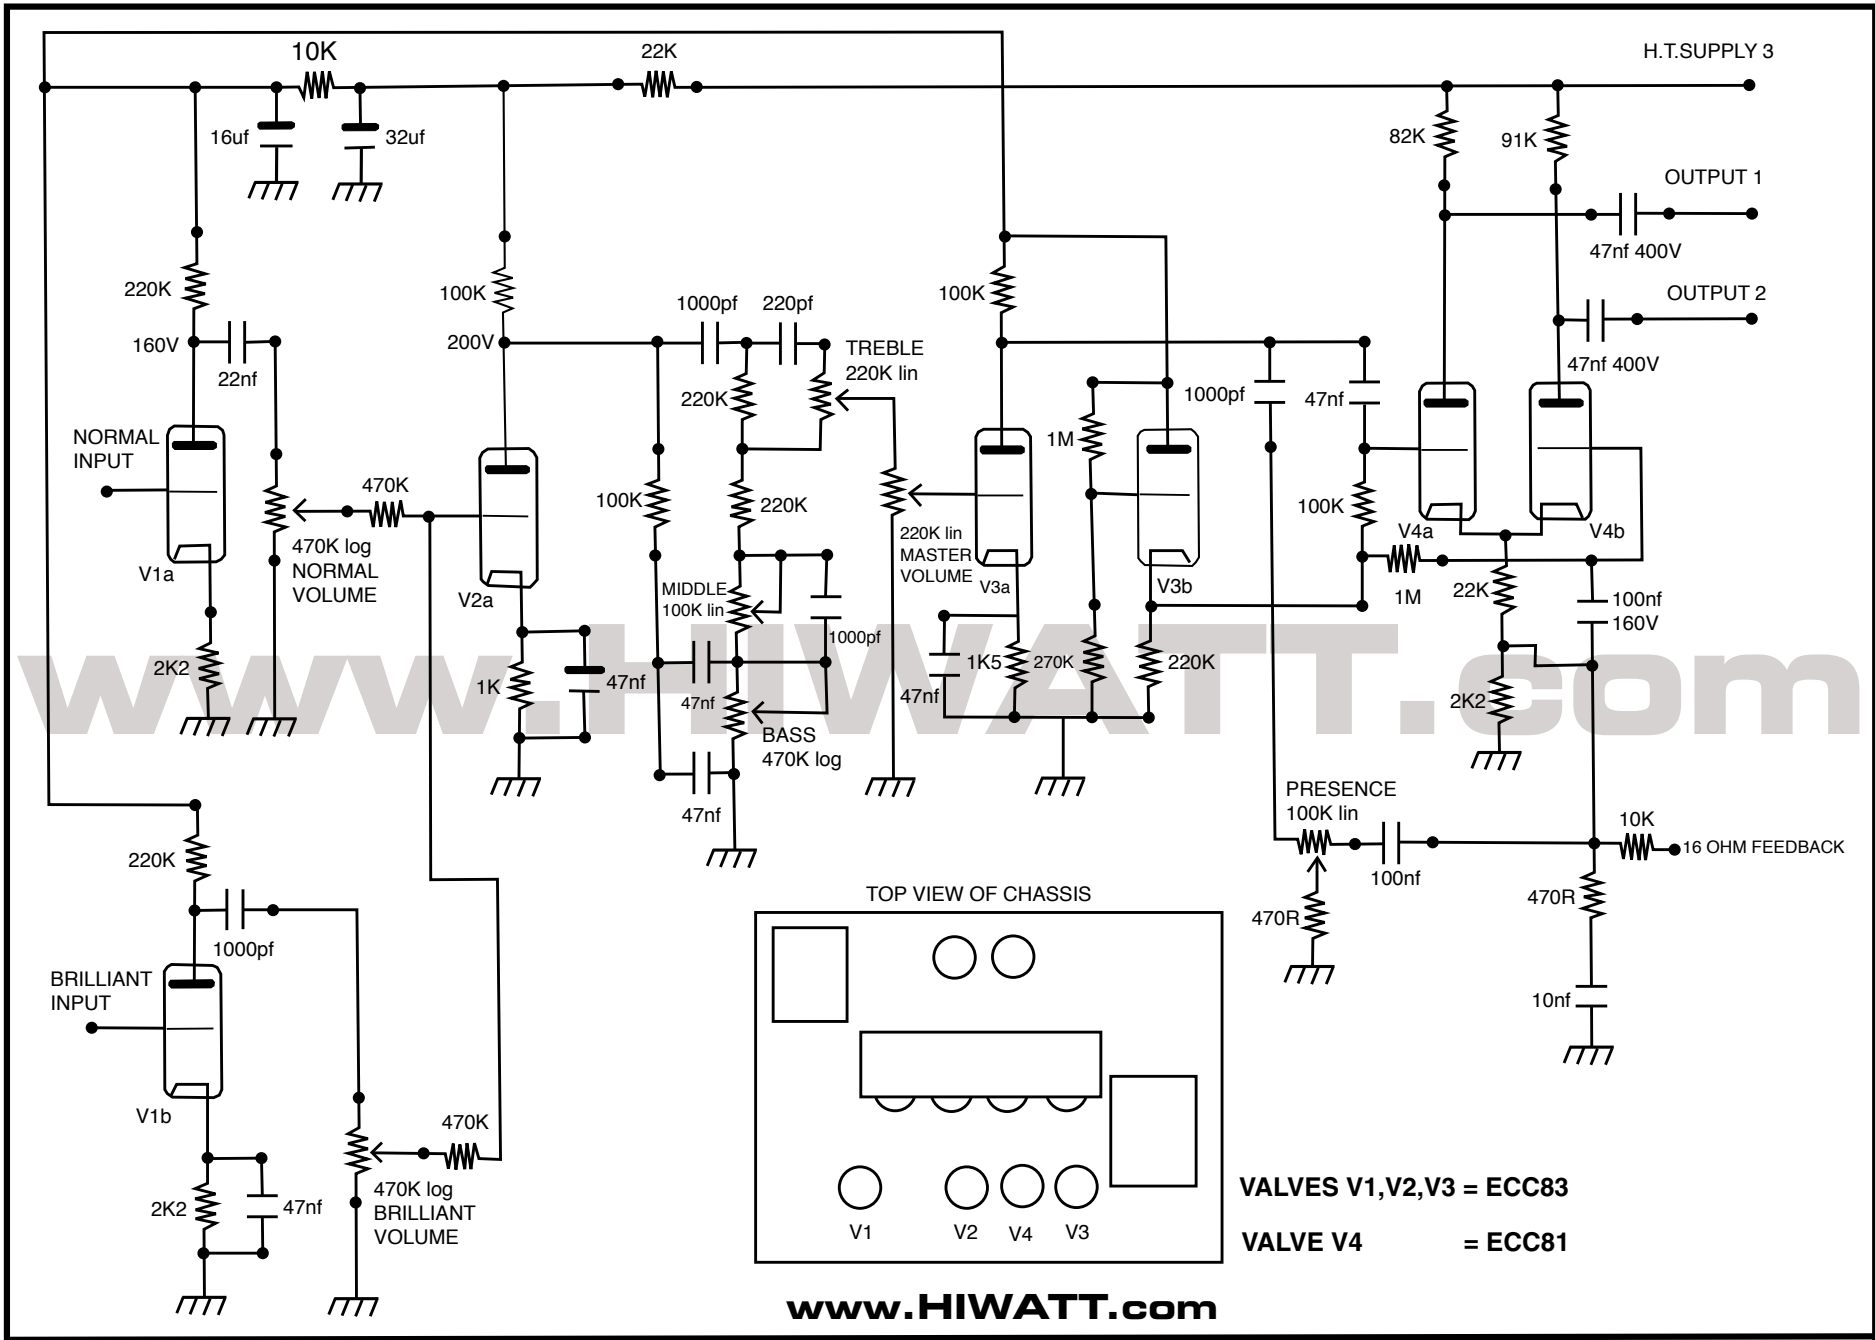 10K
22K
H.T.SUPPLY 3
16uf
32uf
82K
91K
OUTPUT 1
47nf 400V
OUTPUT 2
47nf 400V
220K
160V
22nf
100K
200V
1000pf
220pf
TREBLE
220K lin
220K
100K
1000pf
47nf
NORMAL
INPUT
V1a
470K
470K log
NORMAL
VOLUME
2K2
V2a
1K
47nf
100K
220K
MIDDLE
100K lin
1000pf
47nf
BASS
470K log
47nf
220K lin
MASTER
VOLUME
V3a
1K5
47nf
1M
270K
V3b
220K
100K
V4a
V4b
1M
22K
100nf
160V
2K2
www.HIWATT.com
PRESENCE
100K lin
100nf
470R
10K
16 OHM FEEDBACK
470R
10nf
220K
1000pf
BRILLIANT
INPUT
V1b
2K2
47nf
470K
470K log
BRILLIANT
VOLUME
TOP VIEW OF CHASSIS
V1
V2
V4
V3
VALVES V1,V2,V3 = ECC83
VALVE V4 = ECC81
www.HIWATT.com